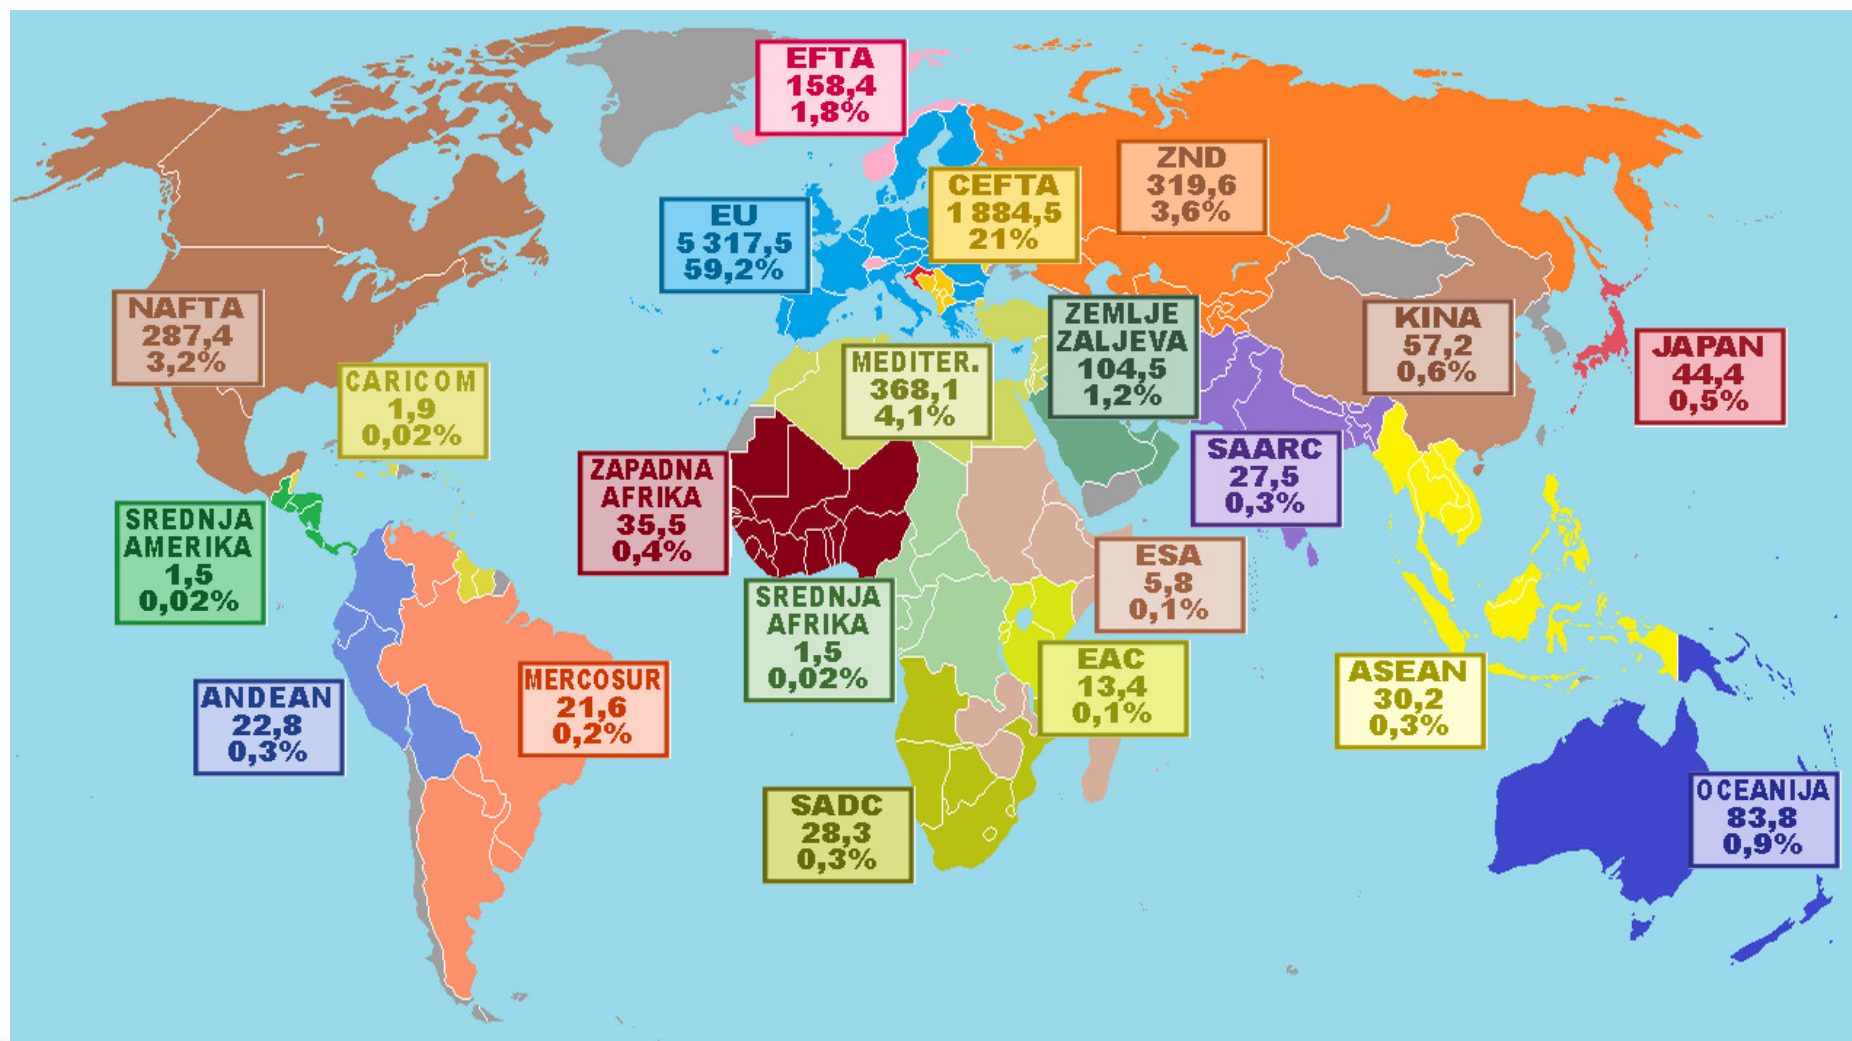 EFTA
158,4
1,8%
ZND
319,6
3,6%
CEFTA
1 884,5
21%
EU
5 317,5
59,2%
NAFTA
287,4
3,2%
ZEMLJE
ZALJEVA
104,5
1,2%
KINA
57,2
0,6%
JAPAN
44,4
0,5%
MEDITER.
368,1
4,1%
CARICOM
1,9
0,02%
SAARC
27,5
0,3%
ZAPADNA
AFRIKA
35,5
0,4%
SREDNJA
AMERIKA
1,5
0,02%
ESA
5,8
0,1%
SREDNJA
AFRIKA
1,5
0,02%
EAC
13,4
0,1%
ASEAN
30,2
0,3%
MERCOSUR
21,6
0,2%
ANDEAN
22,8
0,3%
OCEANIJA
83,8
0,9%
SADC
28,3
0,3%